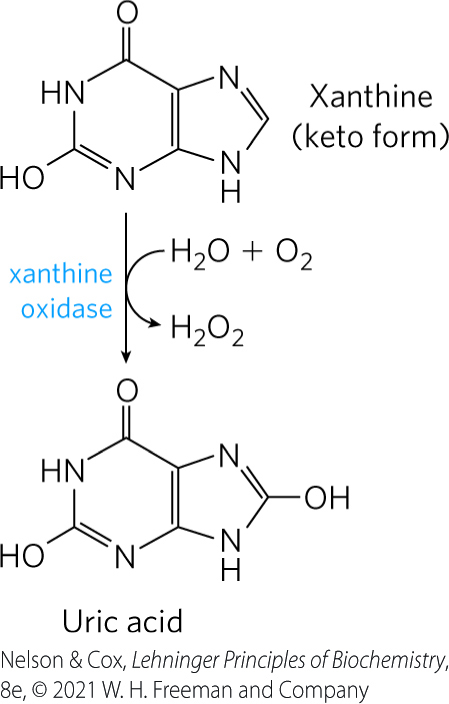 O
HN
N
Xanthine
(keto form)
HO
N
N
H
xanthine
oxidase
H₂O + O₂
H₂O₂
O
HN
N
OH
HO
N
N
H
Uric acid
Nelson & Cox, Lehninger Principles of Biochemistry,
8e, © 2021 W. H. Freeman and Company